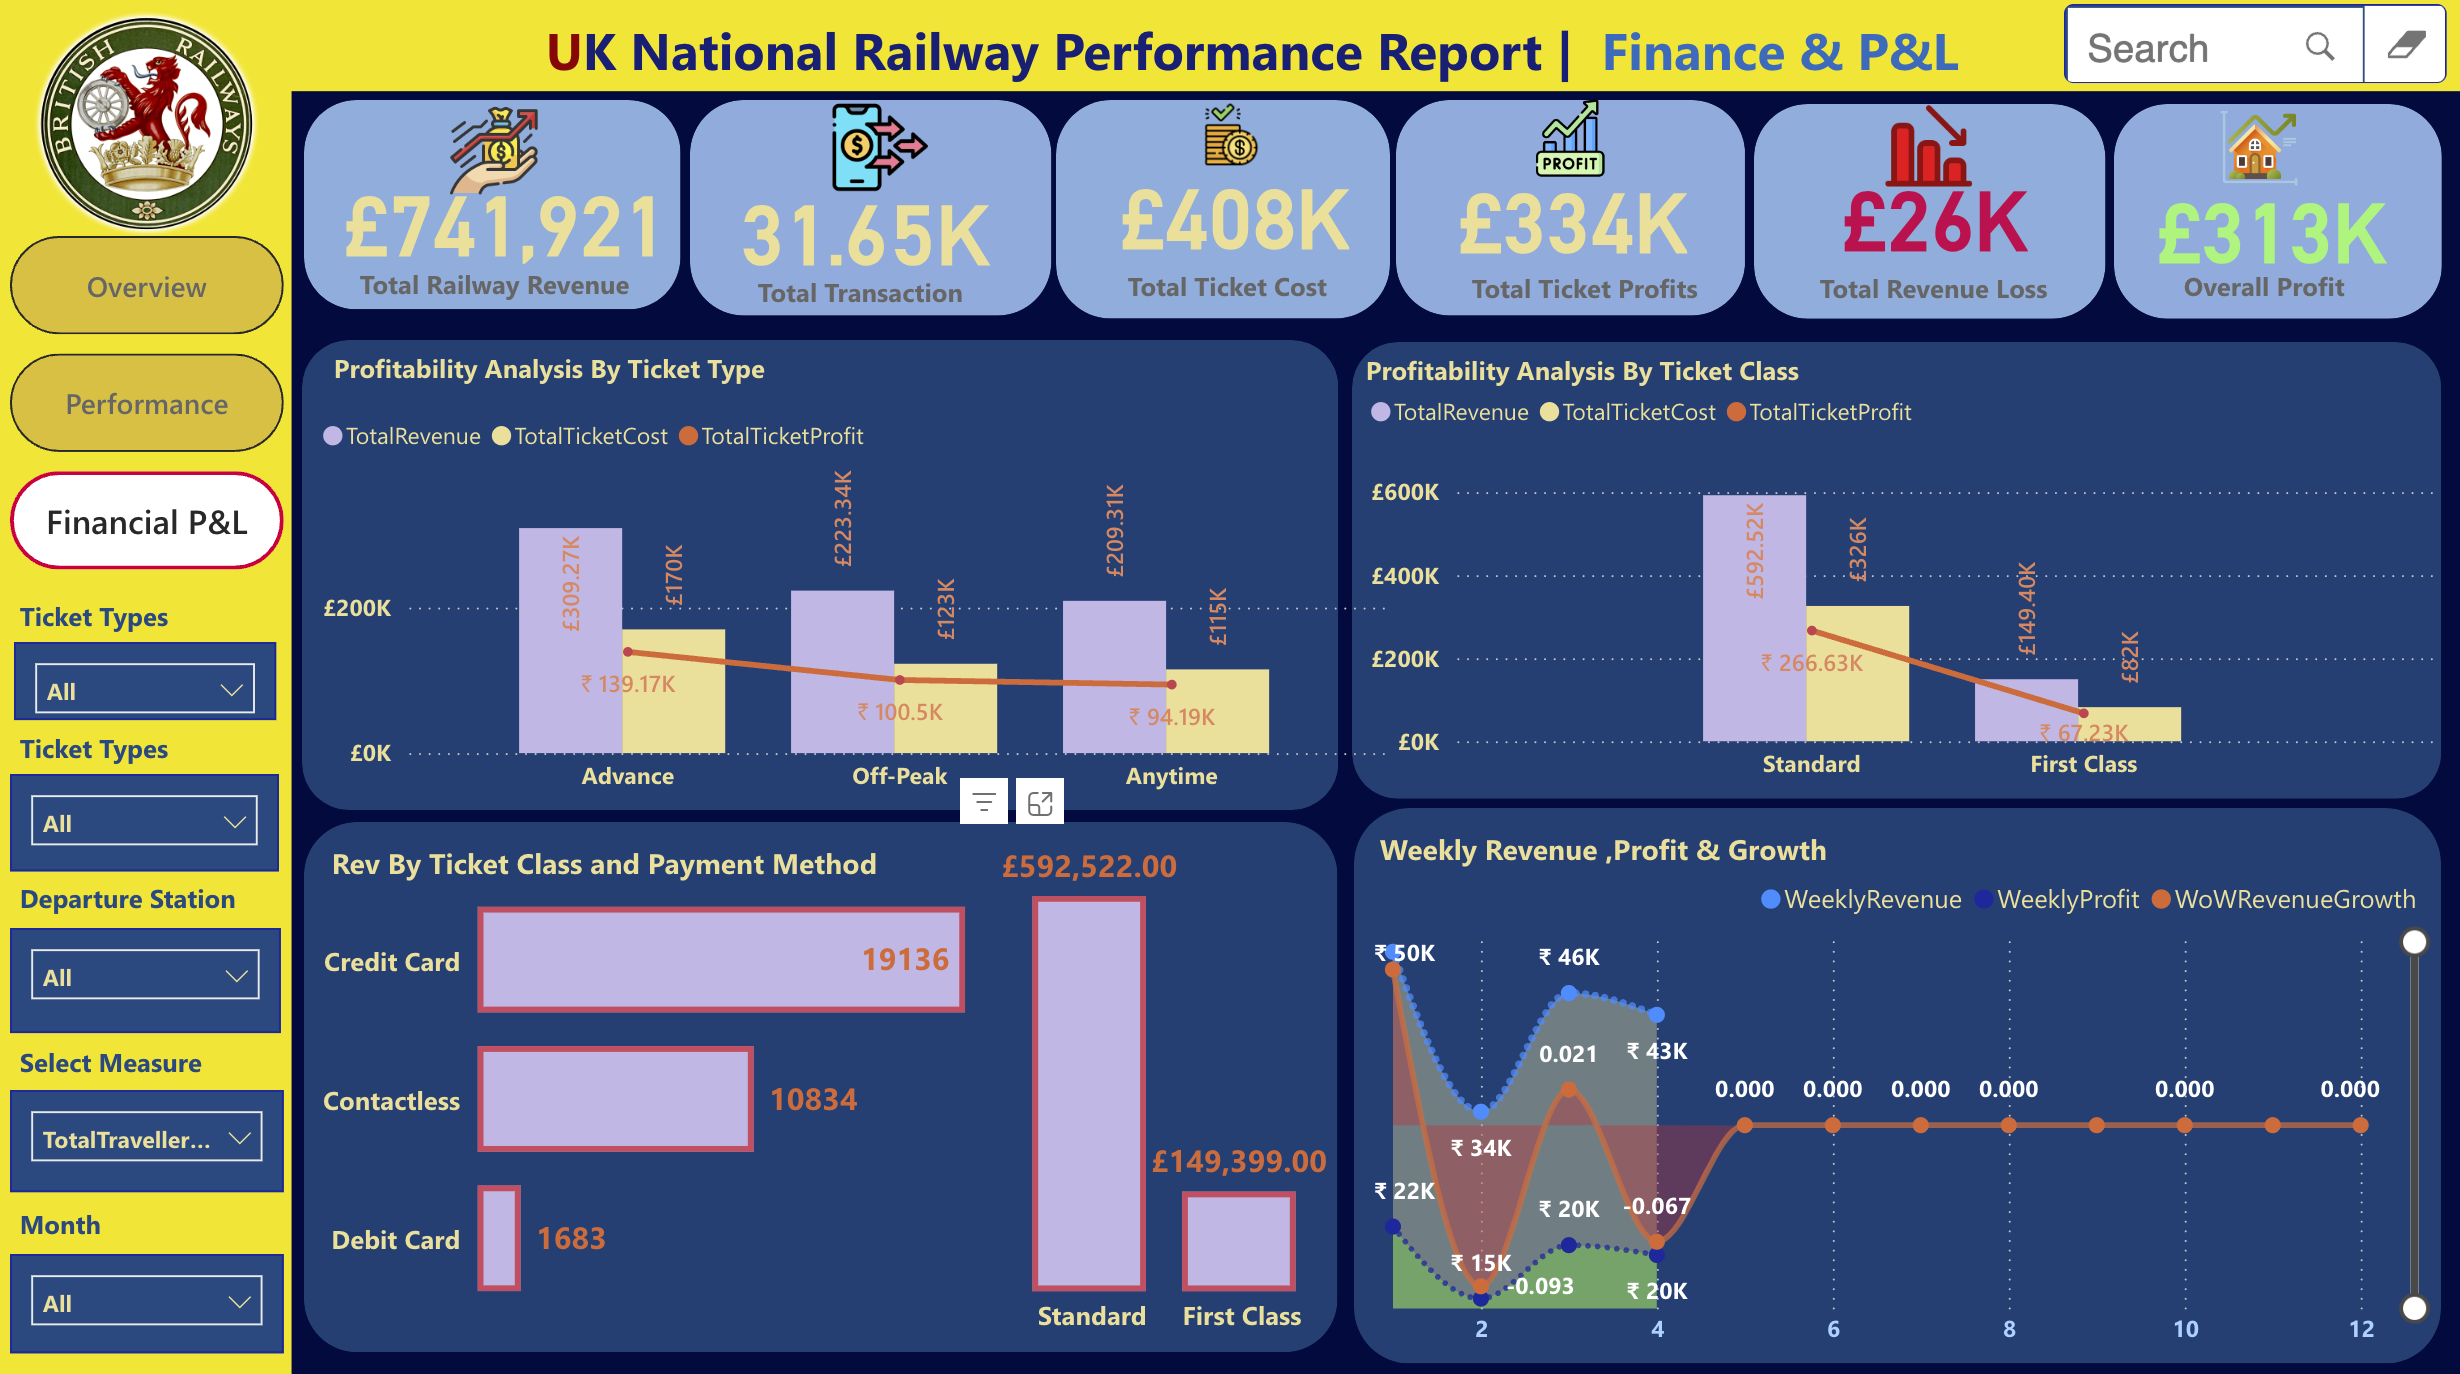 BRITISH RAILWAYS
UK National Railway Performance Report | Finance & P&L
Search
£741,921
Total Railway Revenue
31.65K
Total Transaction
£408K
Total Ticket Cost
PROFIT
£334K
Total Ticket Profits
£26K
Total Revenue Loss
£313K
Overall Profit
Overview
Performance
Financial P&L
Ticket Types
All
Ticket Types
All
Departure Station
All
Select Measure
TotalTraveller...
Month
All
Profitability Analysis By Ticket Type
TotalRevenue TotalTicketCost TotalTicketProfit
£200K
£0K
£309.27K
£170K
£223.34K
£123K
£209.31K
£115K
₹ 139.17K
₹ 100.5K
₹ 94.19K
Advance Off-Peak Anytime
Profitability Analysis By Ticket Class
TotalRevenue TotalTicketCost TotalTicketProfit
£600K
£400K
£200K
£0K
£592.52K
£326K
£149.40K
£82K
₹ 266.63K
₹ 67.23K
Standard First Class
Rev By Ticket Class and Payment Method
Credit Card 19136
Contactless 10834
Debit Card 1683
£592,522.00
£149,399.00
Standard First Class
Weekly Revenue ,Profit & Growth
WeeklyRevenue WeeklyProfit WoWRevenueGrowth
₹ 50K
₹ 34K
₹ 46K
₹ 43K
₹ 22K
₹ 15K
₹ 20K
₹ 20K
-0.093
0.021
-0.067
0.000 0.000 0.000 0.000 0.000 0.000
2 4 6 8 10 12